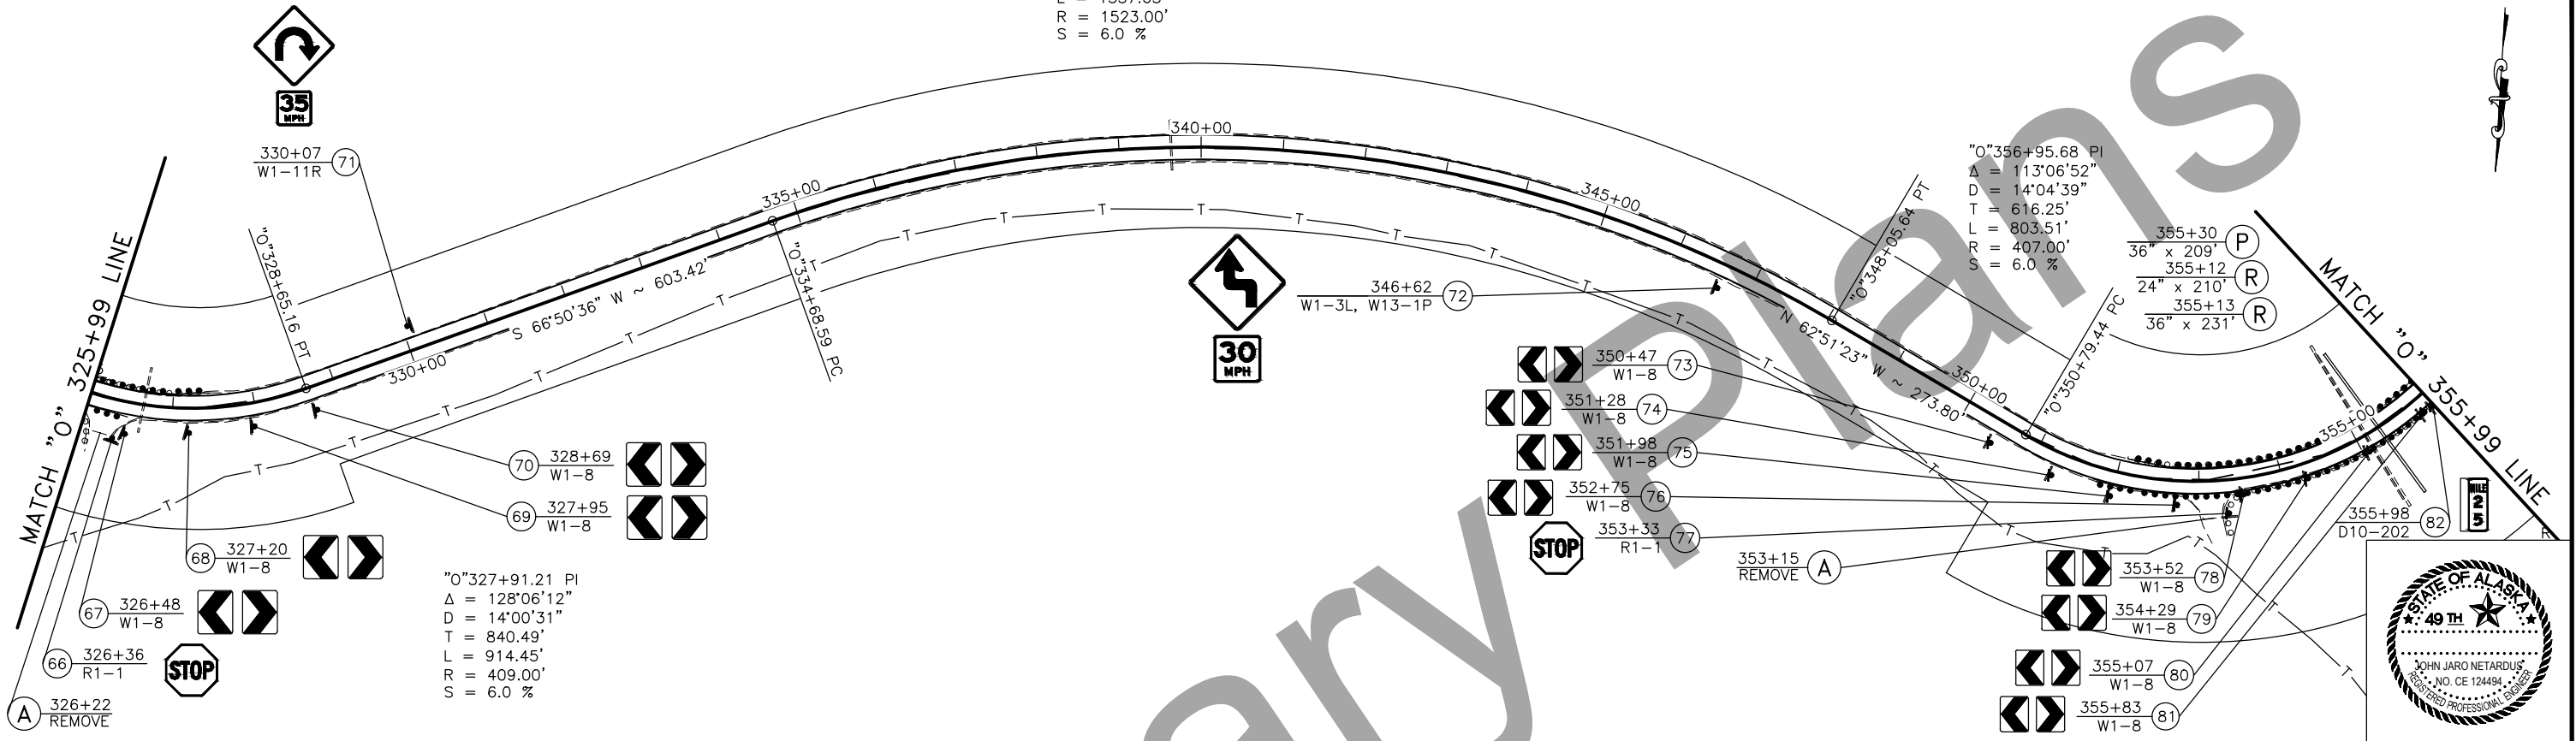 R = 1523.00'
S = 6.0 %
35
MPH
330+07
W1-11R
71
MATCH "O" 325+99 LINE
"O"328+65.16 PT
330+00
S 66°50'36" W ~ 603.42'
335+00
"O"334+68.59 PC
340+00
345+00
30
MPH
346+62
W1-3L, W13-1P
72
"O"348+05.64 PT
N 62°51'23" W ~ 273.80
350+00
"O"350+79.44 PC
355+00
"O"356+95.68 PI
Δ = 113°06'52"
D = 14°04'39"
T = 616.25'
L = 803.51'
R = 407.00'
S = 6.0 %
355+30
36" x 209'
P
355+12
24" x 210'
R
355+13
36" x 231'
R
MATCH "O" 355+99 LINE
350+47
W1-8
73
351+28
W1-8
74
351+98
W1-8
75
352+75
W1-8
76
STOP
353+33
R1-1
77
353+15
REMOVE
A
353+52
W1-8
78
354+29
W1-8
79
355+07
W1-8
80
355+83
W1-8
81
355+98
D10-202
82
MILE
2
5
R
70
328+69
W1-8
69
327+95
W1-8
68
327+20
W1-8
67
326+48
W1-8
66
326+36
R1-1
STOP
A
326+22
REMOVE
"O"327+91.21 PI
Δ = 128°06'12"
D = 14°00'31"
T = 840.49'
L = 914.45'
R = 409.00'
S = 6.0 %
T T T T T T T T T T T T T T T T T T T T T T T
STATE OF ALASKA
49 TH
JOHN JARO NETARDUS
NO. CE 124494
REGISTERED PROFESSIONAL ENGINEER
ary Plans